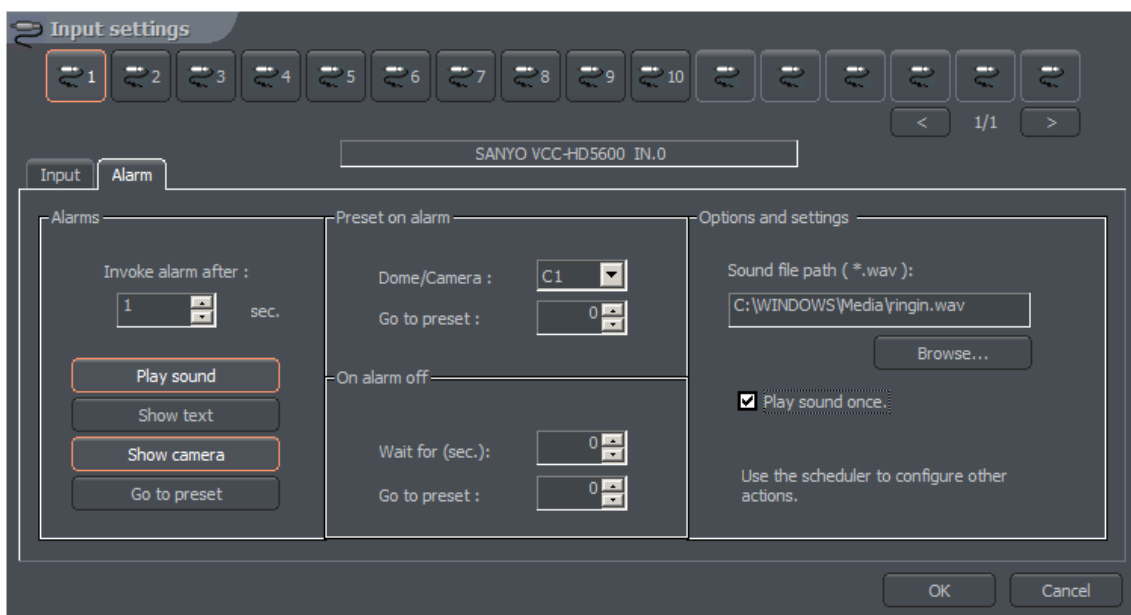 Input settings
1 2 3 4 5 6 7 8 9 10
< 1/1 >
SANYO VCC-HD5600 IN.0
Input Alarm
Alarms
Invoke alarm after :
1 sec.
Play sound
Show text
Show camera
Go to preset
Preset on alarm
Dome/Camera : C1
Go to preset : 0
On alarm off
Wait for (sec.): 0
Go to preset : 0
Options and settings
Sound file path ( *.wav ):
C:\WINDOWS\Media\ringin.wav
Browse...
Play sound once.
Use the scheduler to configure other
actions.
OK Cancel